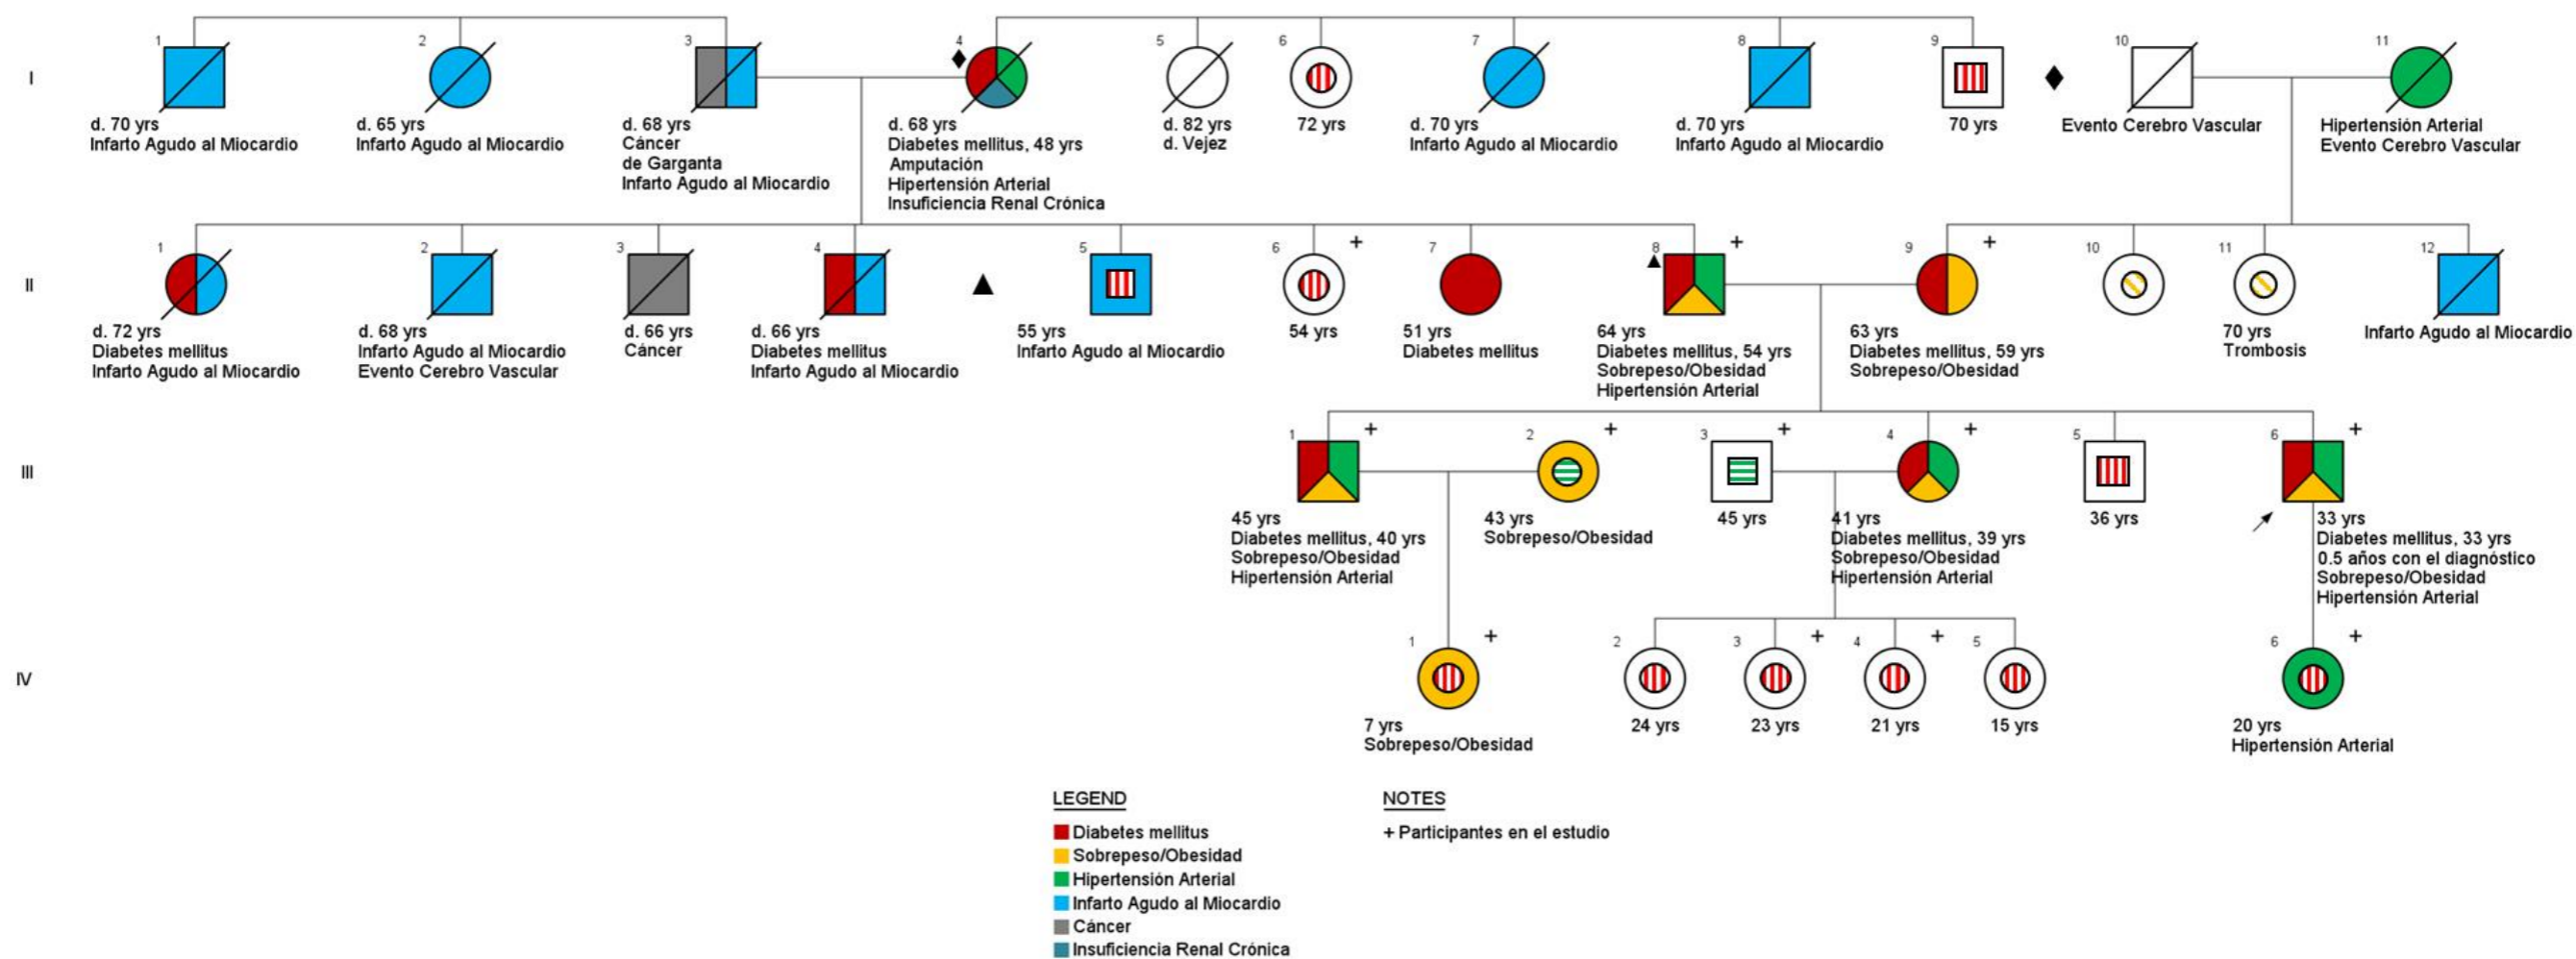 I
1
2
3
4
5
6
7
8
9
10
11
d. 70 yrs
Infarto Agudo al Miocardio
d. 65 yrs
Infarto Agudo al Miocardio
d. 68 yrs
Cáncer
de Garganta
Infarto Agudo al Miocardio
d. 68 yrs
Diabetes mellitus, 48 yrs
Amputación
Hipertensión Arterial
Insuficiencia Renal Crónica
d. 82 yrs
d. Vejez
72 yrs
d. 70 yrs
Infarto Agudo al Miocardio
d. 70 yrs
Infarto Agudo al Miocardio
70 yrs
Evento Cerebro Vascular
Hipertensión Arterial
Evento Cerebro Vascular
II
1
2
3
4
5
6
+
7
8
+
9
+
10
11
12
d. 72 yrs
Diabetes mellitus
Infarto Agudo al Miocardio
d. 68 yrs
Infarto Agudo al Miocardio
Evento Cerebro Vascular
d. 66 yrs
Cáncer
d. 66 yrs
Diabetes mellitus
Infarto Agudo al Miocardio
55 yrs
Infarto Agudo al Miocardio
54 yrs
51 yrs
Diabetes mellitus
64 yrs
Diabetes mellitus, 54 yrs
Sobrepeso/Obesidad
Hipertensión Arterial
63 yrs
Diabetes mellitus, 59 yrs
Sobrepeso/Obesidad
70 yrs
Trombosis
Infarto Agudo al Miocardio
III
1
+
2
+
3
+
4
+
5
6
+
45 yrs
Diabetes mellitus, 40 yrs
Sobrepeso/Obesidad
Hipertensión Arterial
43 yrs
Sobrepeso/Obesidad
45 yrs
41 yrs
Diabetes mellitus, 39 yrs
Sobrepeso/Obesidad
Hipertensión Arterial
36 yrs
33 yrs
Diabetes mellitus, 33 yrs
0.5 años con el diagnóstico
Sobrepeso/Obesidad
Hipertensión Arterial
IV
1
+
2
3
+
4
+
5
6
+
7 yrs
Sobrepeso/Obesidad
24 yrs
23 yrs
21 yrs
15 yrs
20 yrs
Hipertensión Arterial
LEGEND
Diabetes mellitus
Sobrepeso/Obesidad
Hipertensión Arterial
Infarto Agudo al Miocardio
Cáncer
Insuficiencia Renal Crónica
NOTES
+ Participantes en el estudio